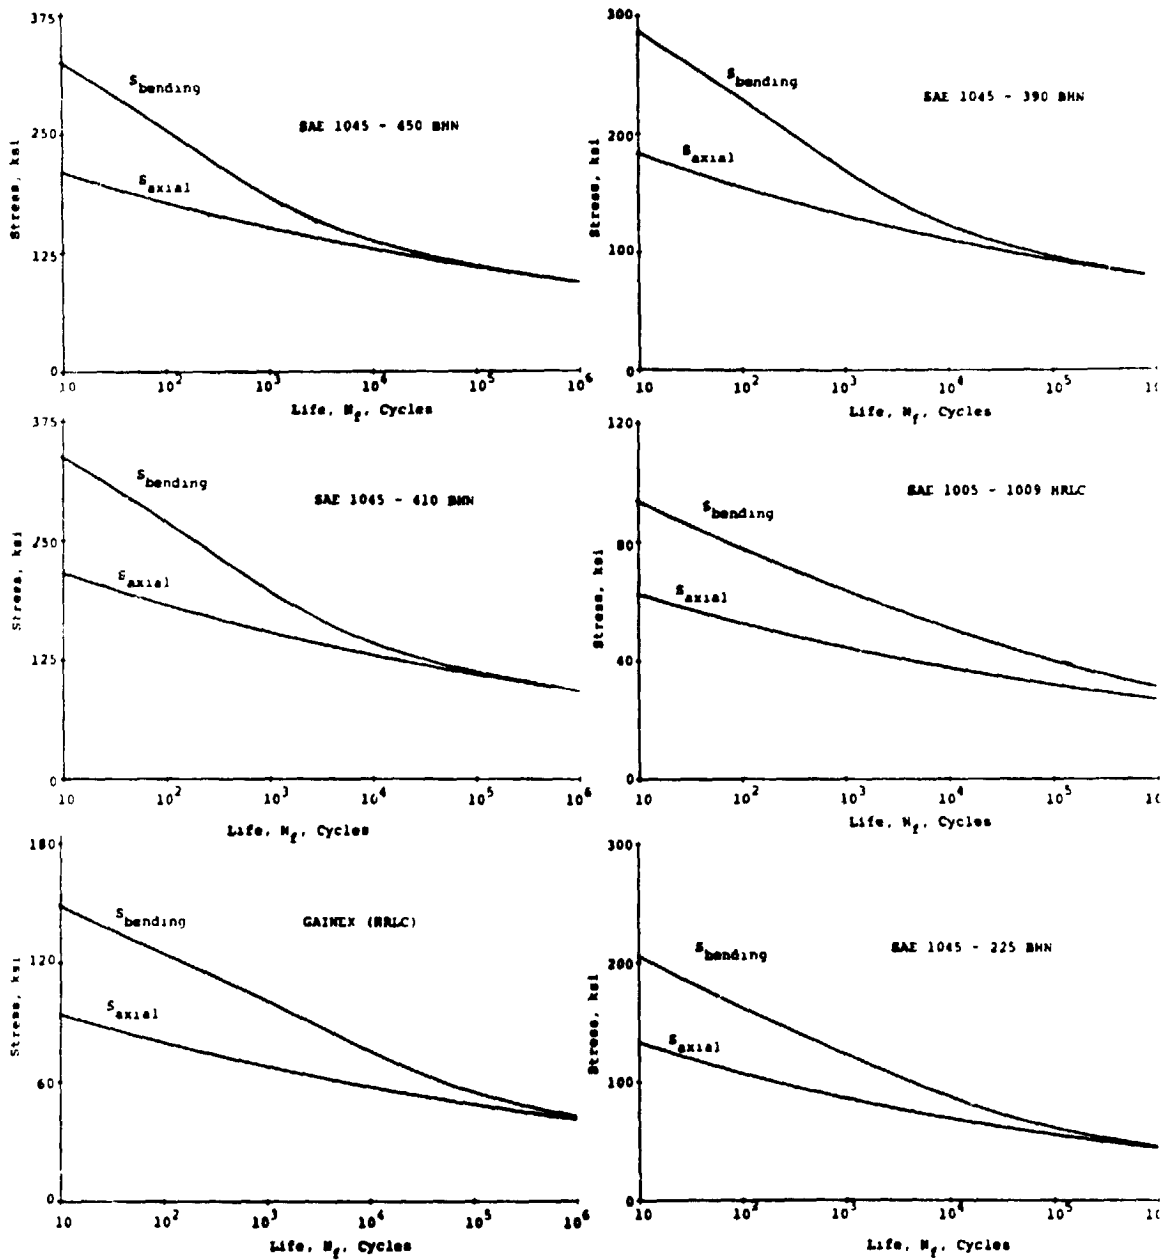 375
250
125
0
Stress, ksi
S bending
S axial
SAE 1045 - 450 BHN
10 10² 10³ 10⁴ 10⁵ 10⁶
Life, N_f, Cycles
300
200
100
0
Stress, ksi
S bending
S axial
SAE 1045 - 390 BHN
10 10² 10³ 10⁴ 10⁵
Life, N_f, Cycles
375
250
125
0
Stress, ksi
S bending
S axial
SAE 1045 - 410 BHN
10 10² 10³ 10⁴ 10⁵ 10⁶
Life, N_f, Cycles
120
80
40
0
Stress, ksi
S bending
S axial
SAE 1005 - 1009 HRLC
10 10² 10³ 10⁴ 10⁵
Life, N_f, Cycles
180
120
60
0
Stress, ksi
S bending
S axial
GAINEX (HRLC)
10 10² 10³ 10⁴ 10⁵ 10⁶
Life, N_f, Cycles
300
200
100
0
Stress, ksi
S bending
S axial
SAE 1045 - 225 BHN
10 10² 10³ 10⁴ 10⁵
Life, N_f, Cycles